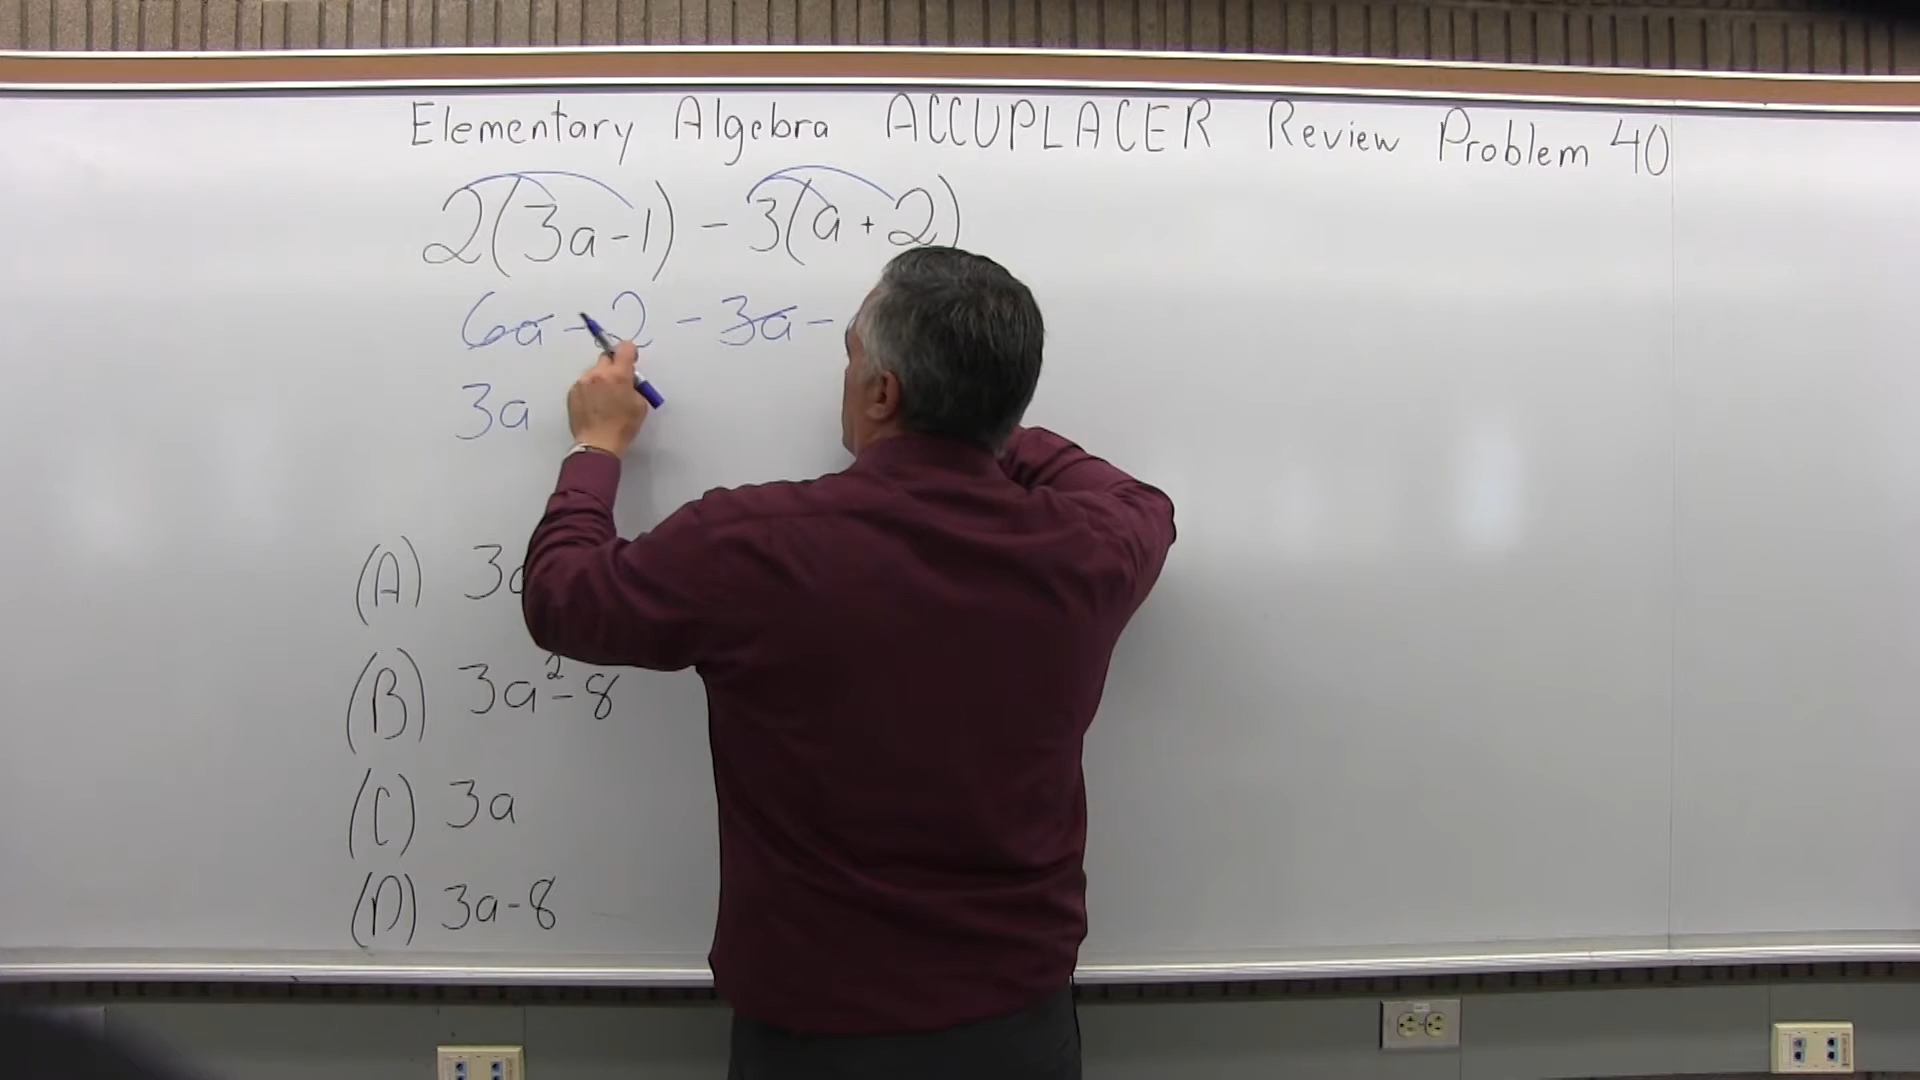 Elementary Algebra ACCUPLACER Review Problem 40
2(3a-1) - 3(a+2)
6a - 2 - 3a -
3a
(A) 3a
(B) 3a²-8
(C) 3a
(D) 3a-8